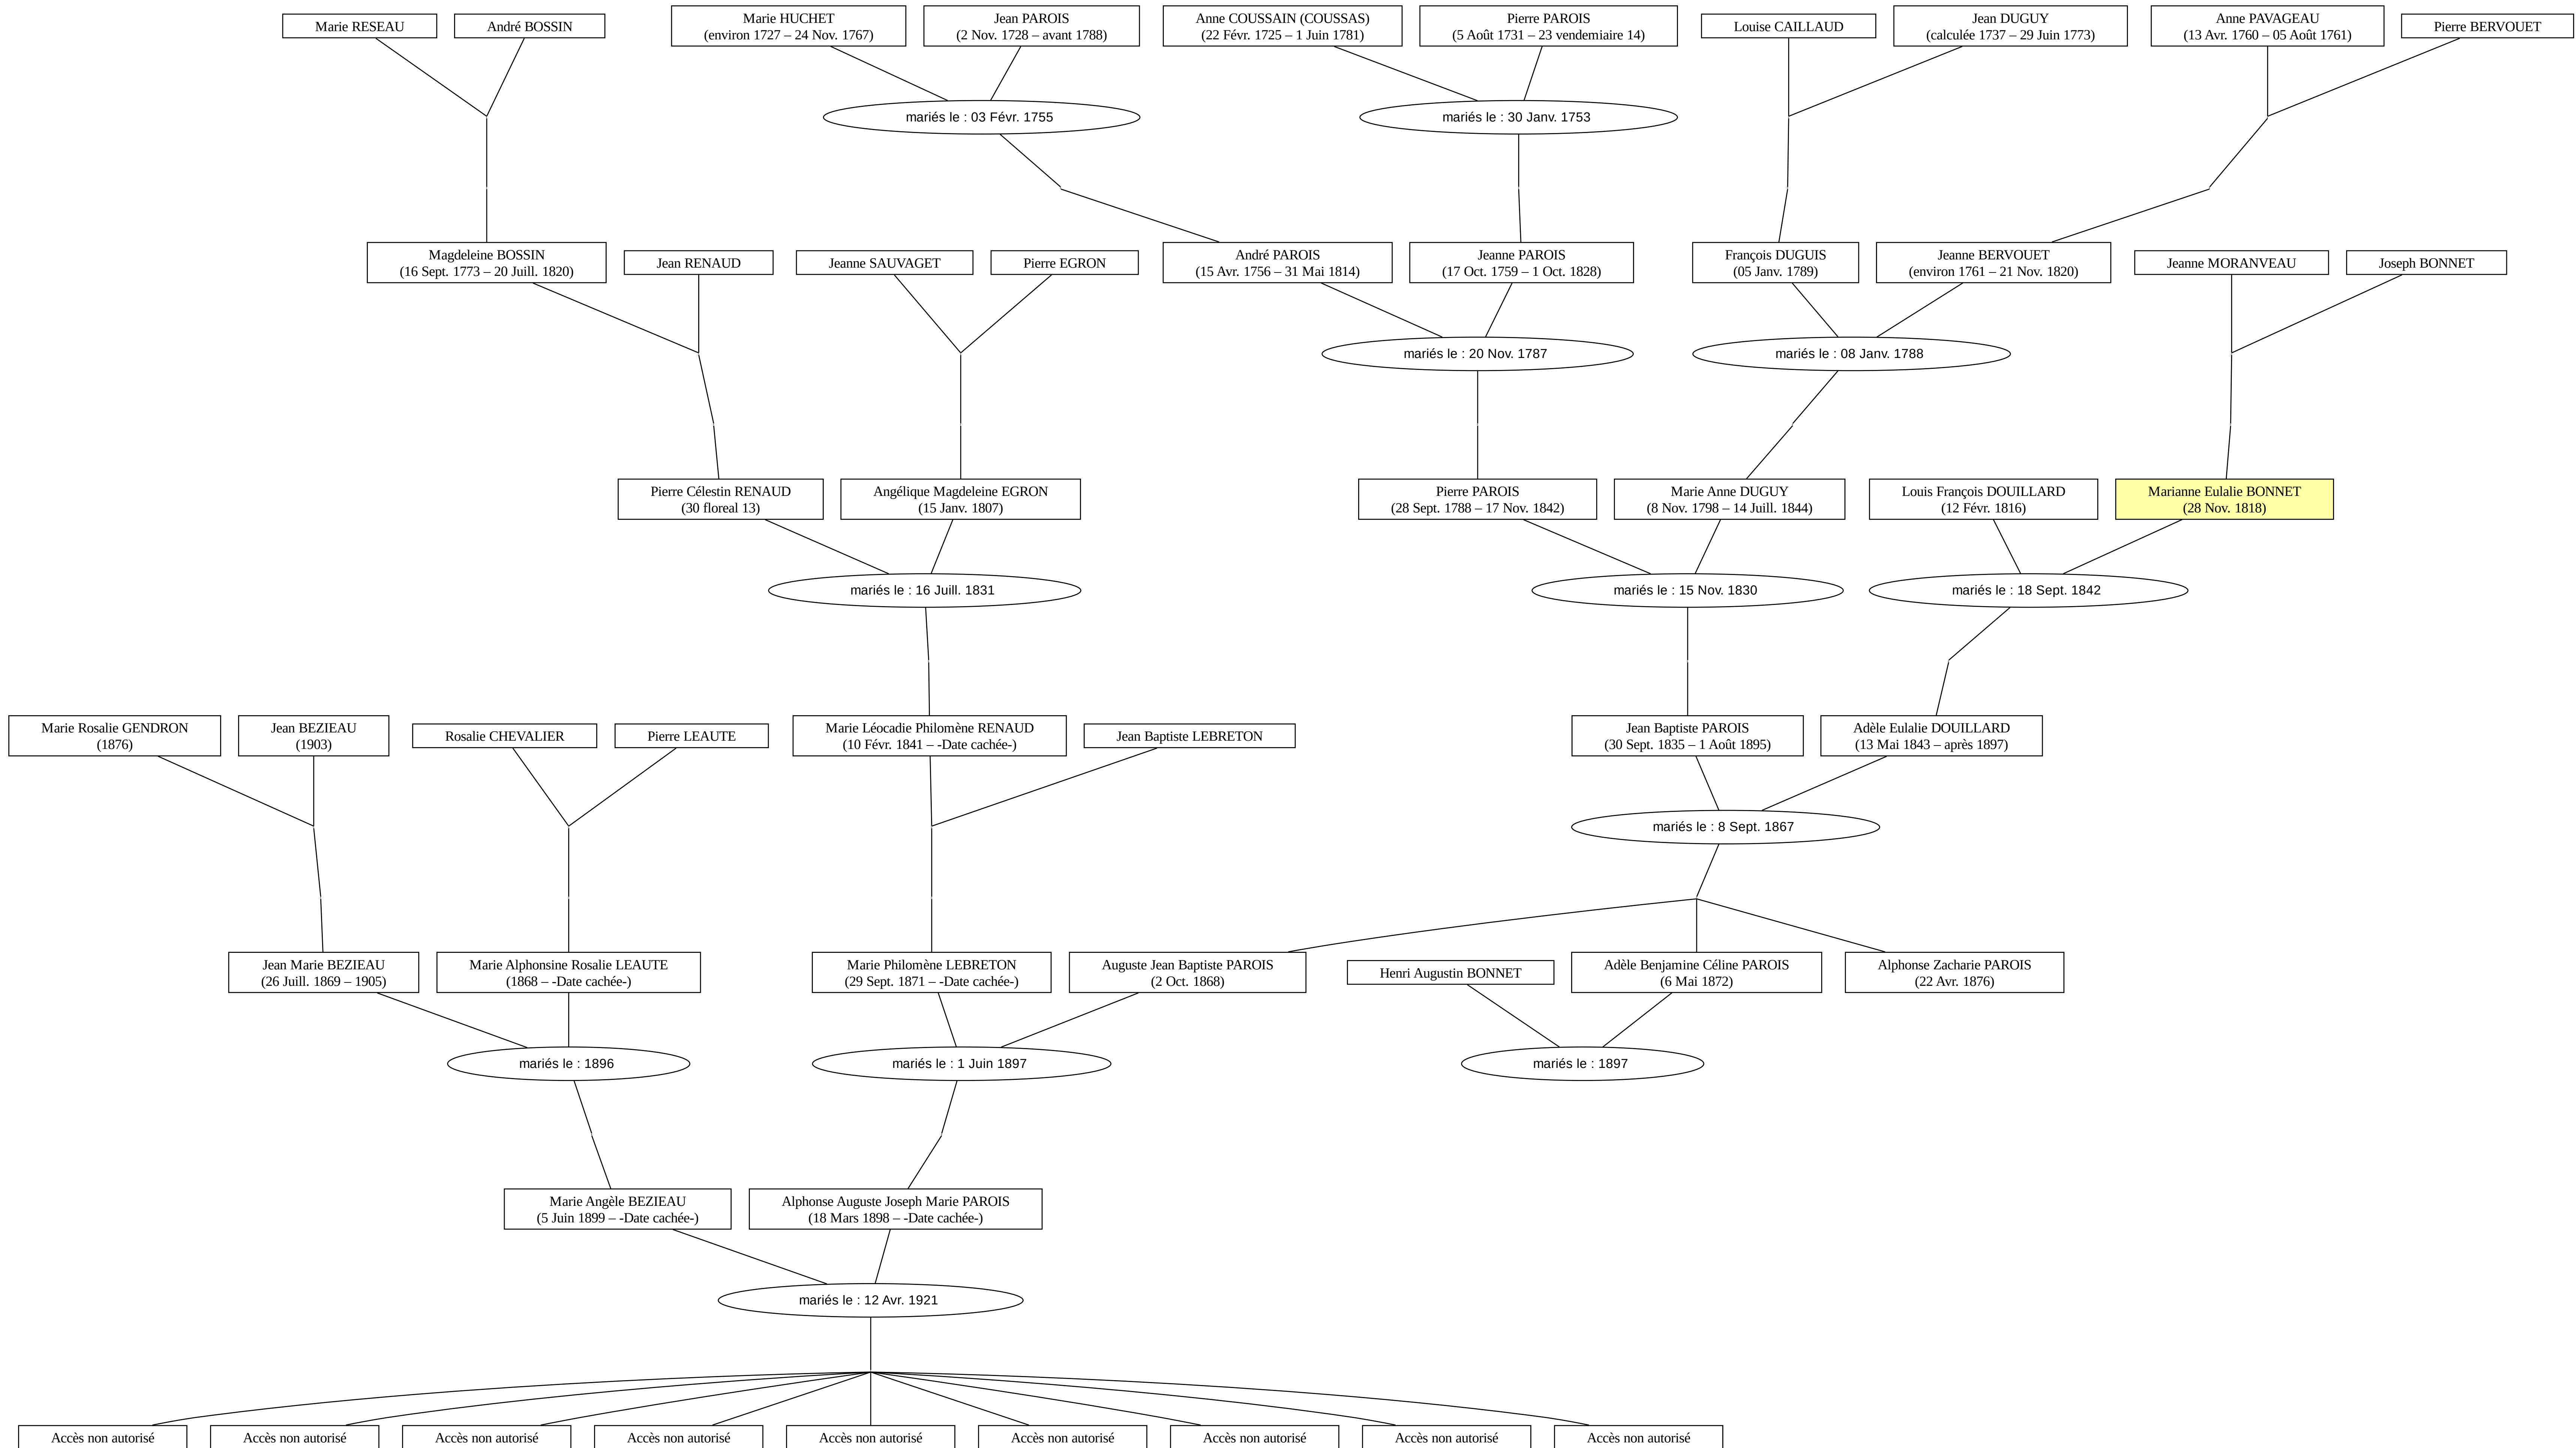 Marie RESEAU
André BOSSIN
Marie HUCHET
(environ 1727 – 24 Nov. 1767)
Jean PAROIS
(2 Nov. 1728 – avant 1788)
Anne COUSSAIN (COUSSAS)
(22 Févr. 1725 – 1 Juin 1781)
Pierre PAROIS
(5 Août 1731 – 23 vendemiaire 14)
Louise CAILLAUD
Jean DUGUY
(calculée 1737 – 29 Juin 1773)
Anne PAVAGEAU
(13 Avr. 1760 – 05 Août 1761)
Pierre BERVOUET
mariés le : 03 Févr. 1755
mariés le : 30 Janv. 1753
Magdeleine BOSSIN
(16 Sept. 1773 – 20 Juill. 1820)
Jean RENAUD
Jeanne SAUVAGET
Pierre EGRON
André PAROIS
(15 Avr. 1756 – 31 Mai 1814)
Jeanne PAROIS
(17 Oct. 1759 – 1 Oct. 1828)
François DUGUIS
(05 Janv. 1789)
Jeanne BERVOUET
(environ 1761 – 21 Nov. 1820)
Jeanne MORANVEAU
Joseph BONNET
mariés le : 20 Nov. 1787
mariés le : 08 Janv. 1788
Pierre Célestin RENAUD
(30 floreal 13)
Angélique Magdeleine EGRON
(15 Janv. 1807)
Pierre PAROIS
(28 Sept. 1788 – 17 Nov. 1842)
Marie Anne DUGUY
(8 Nov. 1798 – 14 Juill. 1844)
Louis François DOUILLARD
(12 Févr. 1816)
Marianne Eulalie BONNET
(28 Nov. 1818)
mariés le : 16 Juill. 1831
mariés le : 15 Nov. 1830
mariés le : 18 Sept. 1842
Marie Rosalie GENDRON
(1876)
Jean BEZIEAU
(1903)
Rosalie CHEVALIER
Pierre LEAUTE
Marie Léocadie Philomène RENAUD
(10 Févr. 1841 – -Date cachée-)
Jean Baptiste LEBRETON
Jean Baptiste PAROIS
(30 Sept. 1835 – 1 Août 1895)
Adèle Eulalie DOUILLARD
(13 Mai 1843 – après 1897)
mariés le : 8 Sept. 1867
Jean Marie BEZIEAU
(26 Juill. 1869 – 1905)
Marie Alphonsine Rosalie LEAUTE
(1868 – -Date cachée-)
Marie Philomène LEBRETON
(29 Sept. 1871 – -Date cachée-)
Auguste Jean Baptiste PAROIS
(2 Oct. 1868)
Henri Augustin BONNET
Adèle Benjamine Céline PAROIS
(6 Mai 1872)
Alphonse Zacharie PAROIS
(22 Avr. 1876)
mariés le : 1896
mariés le : 1 Juin 1897
mariés le : 1897
Marie Angèle BEZIEAU
(5 Juin 1899 – -Date cachée-)
Alphonse Auguste Joseph Marie PAROIS
(18 Mars 1898 – -Date cachée-)
mariés le : 12 Avr. 1921
Accès non autorisé
Accès non autorisé
Accès non autorisé
Accès non autorisé
Accès non autorisé
Accès non autorisé
Accès non autorisé
Accès non autorisé
Accès non autorisé